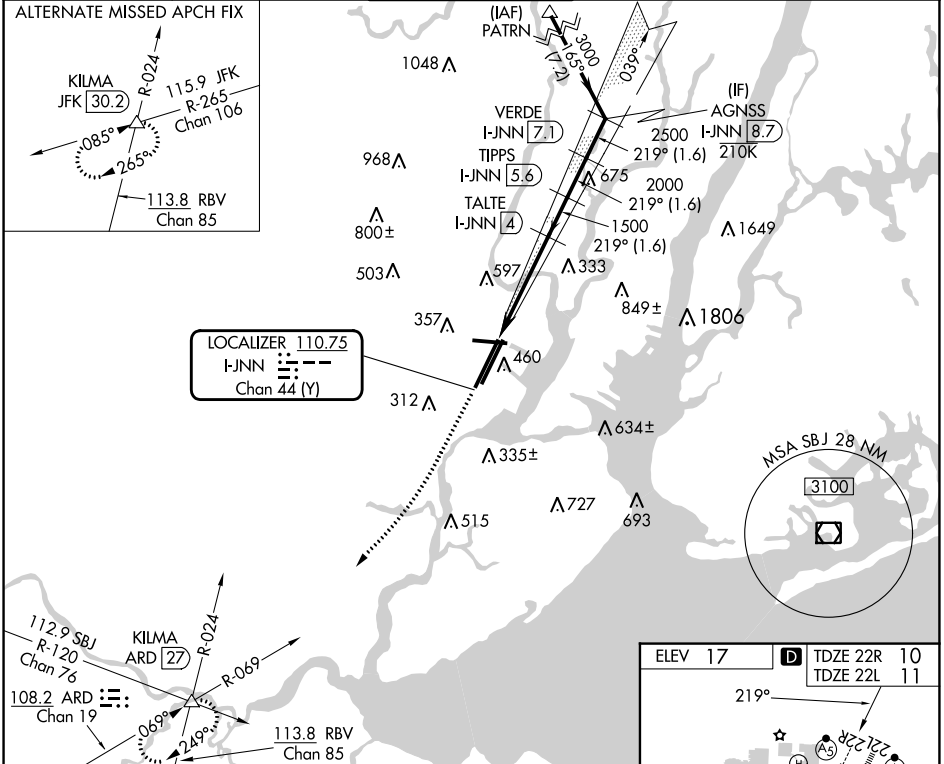 ALTERNATE MISSED APCH FIX
R-024
KILMA
JFK 30.2
115.9 JFK
R-265
Chan 106
085°
265°
113.8 RBV
Chan 85
(IAF)
PATRN
3000
165°
(7.2)
039°
1048
VERDE
I-JNN 7.1
(IF)
AGNSS
I-JNN 8.7
210K
2500
219° (1.6)
TIPPS
I-JNN 5.6
968
675
2000
219° (1.6)
TALTE
I-JNN 4
1500
219° (1.6)
800±
1649
503
597
333
849±
1806
357
LOCALIZER 110.75
I-JNN
Chan 44 (Y)
460
312
634±
335±
MSA SBJ 28 NM
3100
515
727
693
112.9 SBJ
R-120
Chan 76
KILMA
ARD 27
R-024
R-069
108.2 ARD
Chan 19
069°
249°
113.8 RBV
Chan 85
ELEV 17
D
TDZE 22R 10
TDZE 22L 11
219°
A5
22R
22L
H